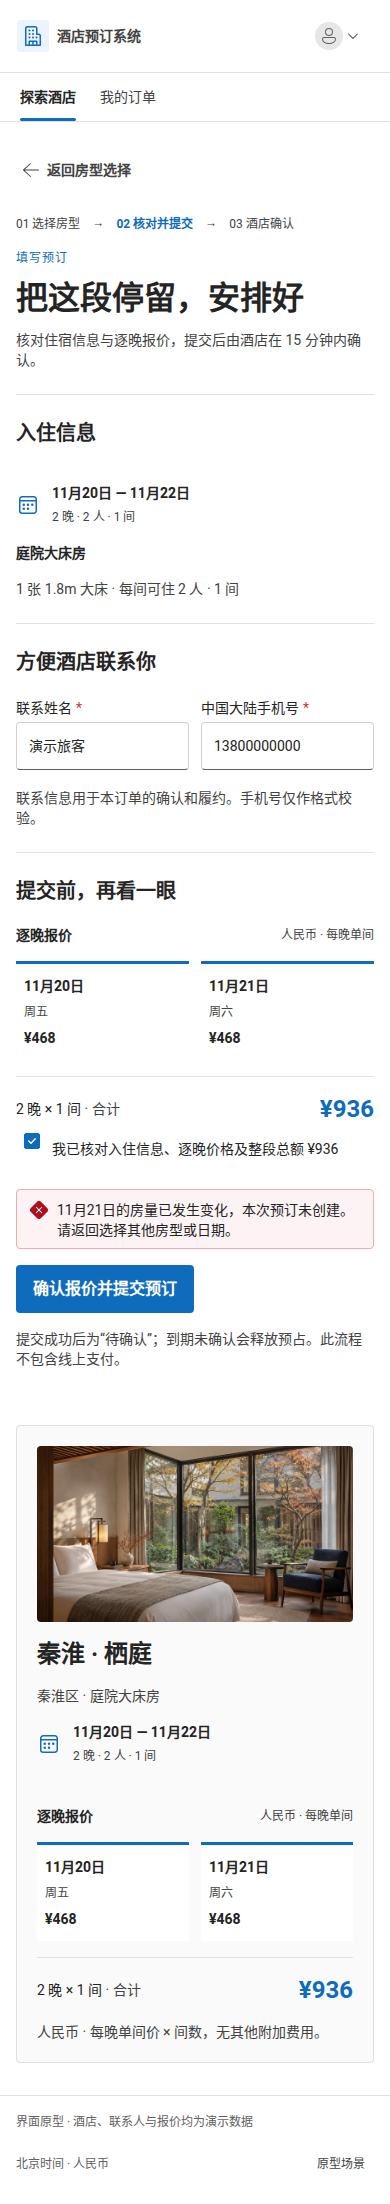 酒店预订系统
探索酒店 我的订单
返回房型选择
01 选择房型 → 02 核对并提交 → 03 酒店确认
填写预订
把这段停留，安排好
核对住宿信息与逐晚报价，提交后由酒店在 15 分钟内确
认。
入住信息
11月20日 — 11月22日
2 晚 · 2 人 · 1 间
庭院大床房
1 张 1.8m 大床 · 每间可住 2 人 · 1 间
方便酒店联系你
联系姓名 * 中国大陆手机号 *
演示旅客 13800000000
联系信息用于本订单的确认和履约。手机号仅作格式校
验。
提交前，再看一眼
逐晚报价 人民币 · 每晚单间
11月20日 11月21日
周五 周六
¥468 ¥468
2 晚 × 1 间 · 合计 ¥936
我已核对入住信息、逐晚价格及整段总额 ¥936
11月21日的房量已发生变化，本次预订未创建。
请返回选择其他房型或日期。
确认报价并提交预订
提交成功后为“待确认”；到期未确认会释放预占。此流程
不包含线上支付。
秦淮 · 栖庭
秦淮区 · 庭院大床房
11月20日 — 11月22日
2 晚 · 2 人 · 1 间
逐晚报价 人民币 · 每晚单间
11月20日 11月21日
周五 周六
¥468 ¥468
2 晚 × 1 间 · 合计 ¥936
人民币 · 每晚单间价 × 间数，无其他附加费用。
界面原型 · 酒店、联系人与报价均为演示数据
北京时间 · 人民币 原型场景